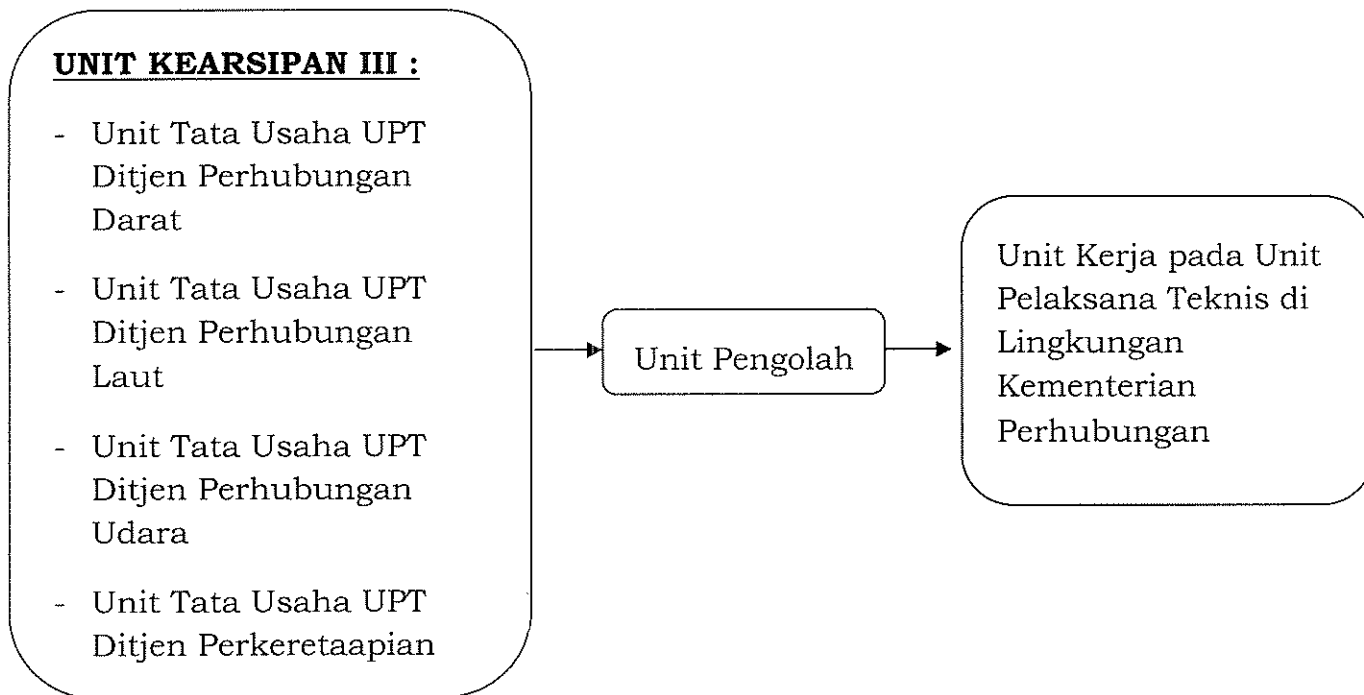 UNIT KEARSIPAN III :
- Unit Tata Usaha UPT
Ditjen Perhubungan
Darat
- Unit Tata Usaha UPT
Ditjen Perhubungan
Laut
- Unit Tata Usaha UPT
Ditjen Perhubungan
Udara
- Unit Tata Usaha UPT
Ditjen Perkeretaapian
Unit Pengolah
Unit Kerja pada Unit
Pelaksana Teknis di
Lingkungan
Kementerian
Perhubungan